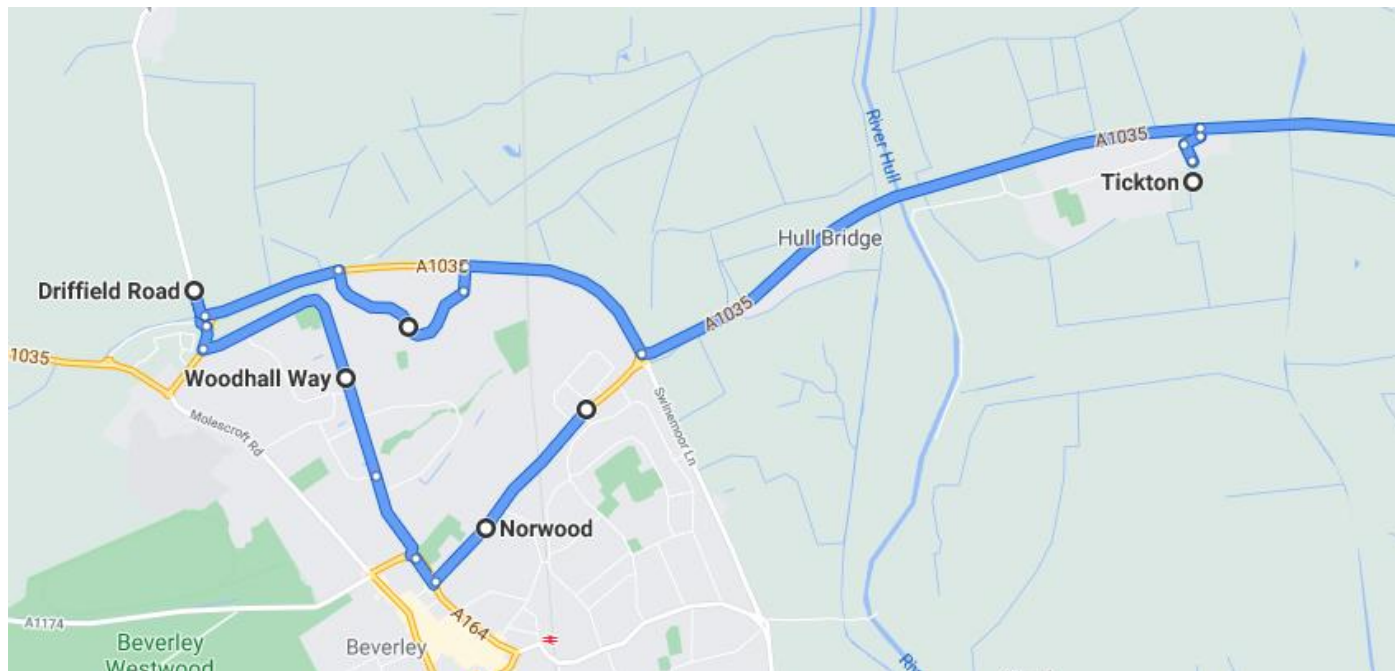 River Hull
A1035
Tickton
Hull Bridge
A1035
Driffield Road
A1035
1035
Woodhall Way
Molescroft Rd
Swinemoor Ln
Norwood
A1174
A164
Beverley
Beverley
Westwood